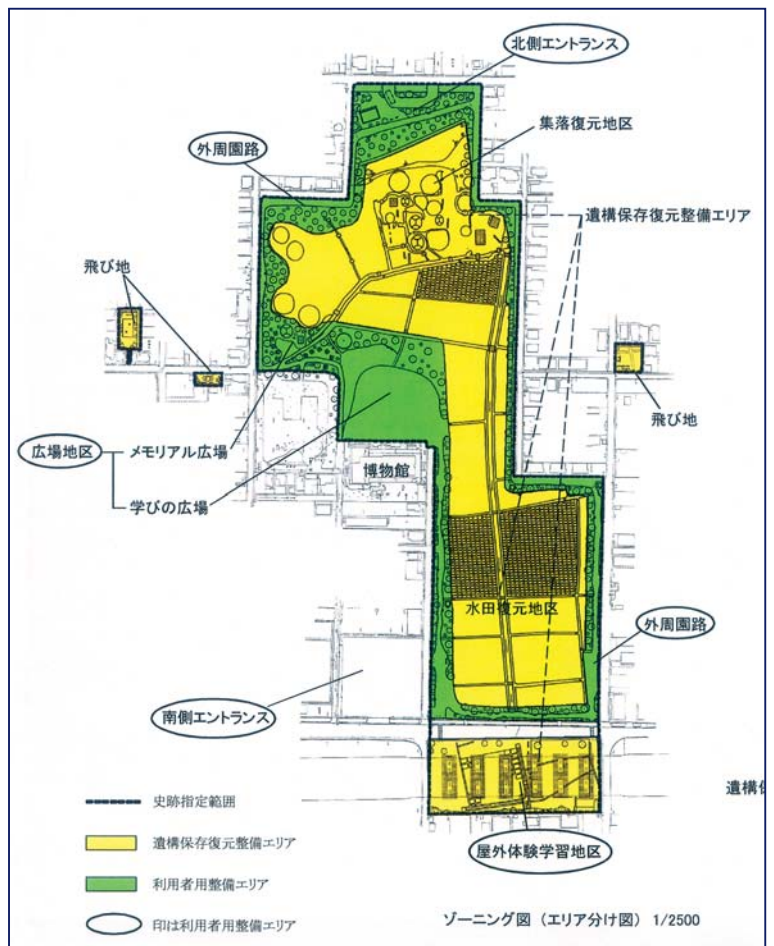 北側エントランス
集落復元地区
外周園路
遺構保存復元整備エリア
飛び地
飛び地
広場地区
メモリアル広場
学びの広場
博物館
水田復元地区
外周園路
南側エントランス
遺構保
屋外体験学習地区
史跡指定範囲
遺構保存復元整備エリア
利用者用整備エリア
印は利用者用整備エリア
ゾーニング図（エリア分け図） 1/2500